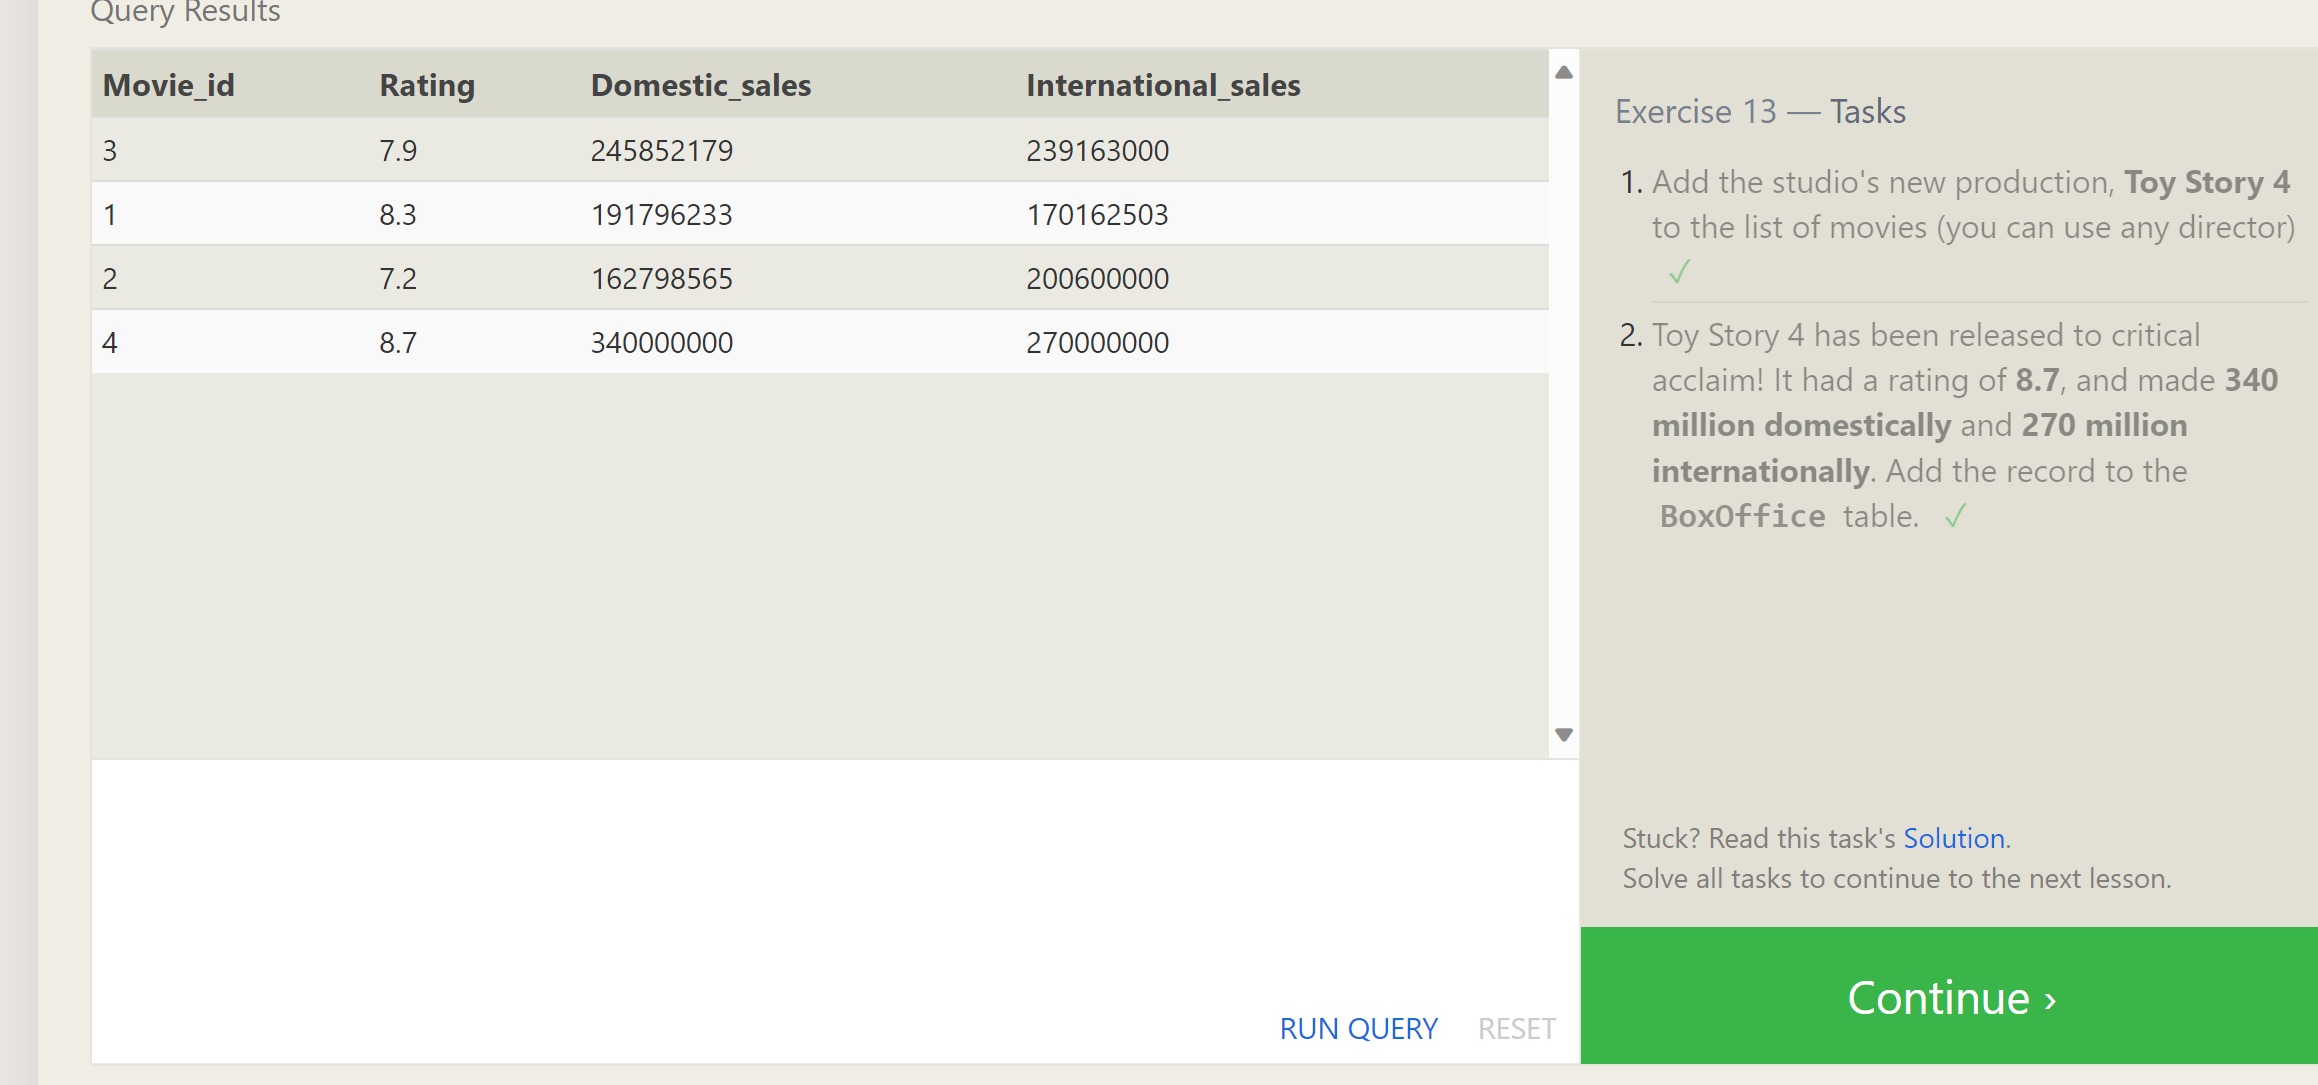 Query Results
Movie_id Rating Domestic_sales International_sales
3 7.9 245852179 239163000
1 8.3 191796233 170162503
2 7.2 162798565 200600000
4 8.7 340000000 270000000
RUN QUERY RESET
Exercise 13 — Tasks
1. Add the studio's new production, Toy Story 4
to the list of movies (you can use any director)
✓
2. Toy Story 4 has been released to critical
acclaim! It had a rating of 8.7, and made 340
million domestically and 270 million
internationally. Add the record to the
BoxOffice table. ✓
Stuck? Read this task's Solution.
Solve all tasks to continue to the next lesson.
Continue ›